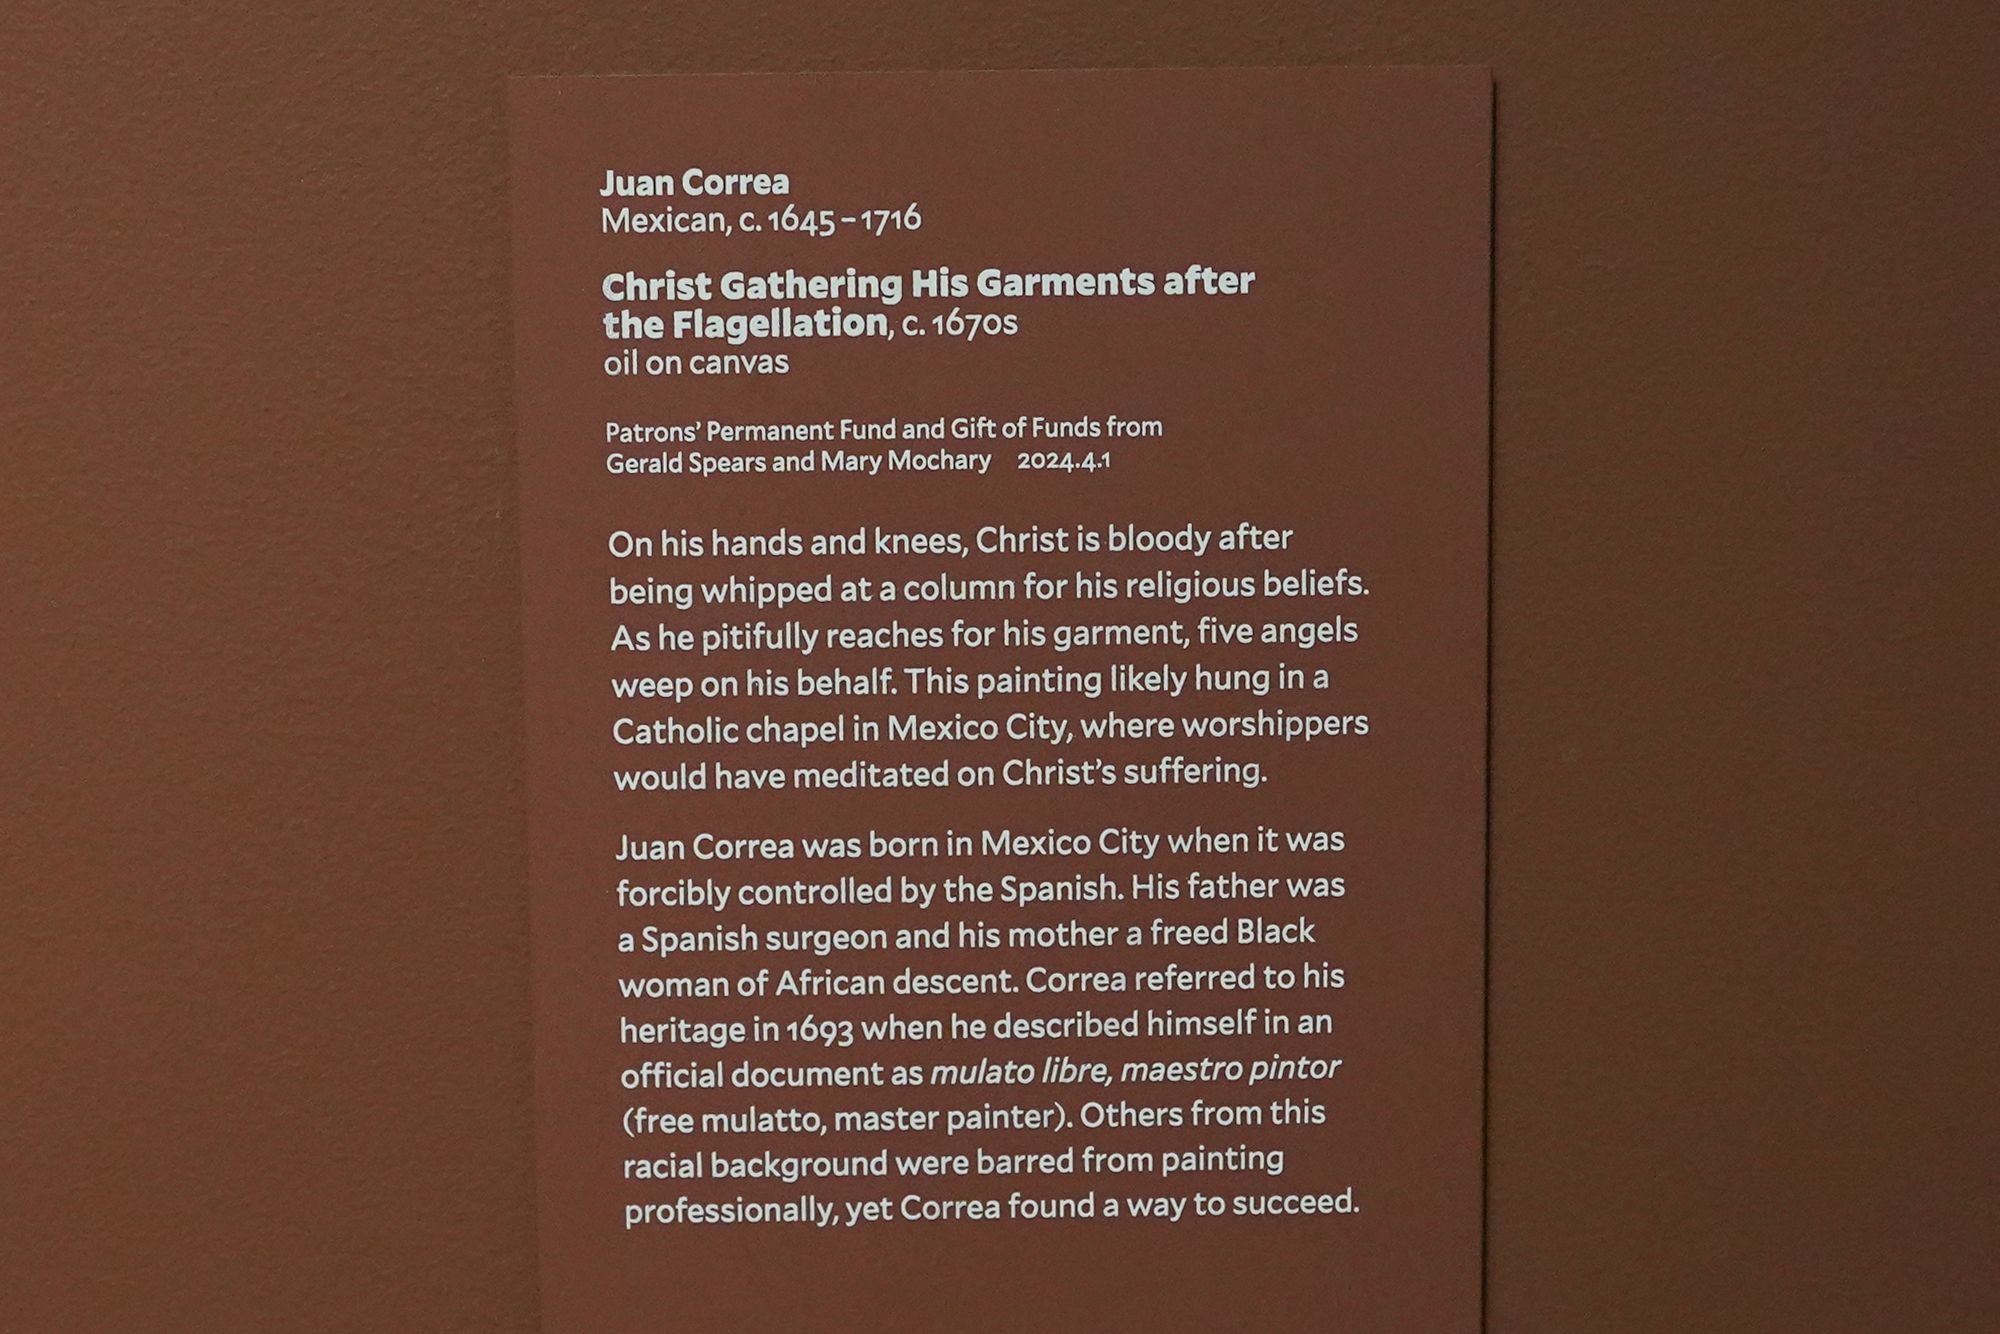 Juan Correa
Mexican, c. 1645–1716
Christ Gathering His Garments after
the Flagellation, c. 1670s
oil on canvas
Patrons’ Permanent Fund and Gift of Funds from
Gerald Spears and Mary Mochary 2024.4.1
On his hands and knees, Christ is bloody after
being whipped at a column for his religious beliefs.
As he pitifully reaches for his garment, five angels
weep on his behalf. This painting likely hung in a
Catholic chapel in Mexico City, where worshippers
would have meditated on Christ’s suffering.
Juan Correa was born in Mexico City when it was
forcibly controlled by the Spanish. His father was
a Spanish surgeon and his mother a freed Black
woman of African descent. Correa referred to his
heritage in 1693 when he described himself in an
official document as mulato libre, maestro pintor
(free mulatto, master painter). Others from this
racial background were barred from painting
professionally, yet Correa found a way to succeed.